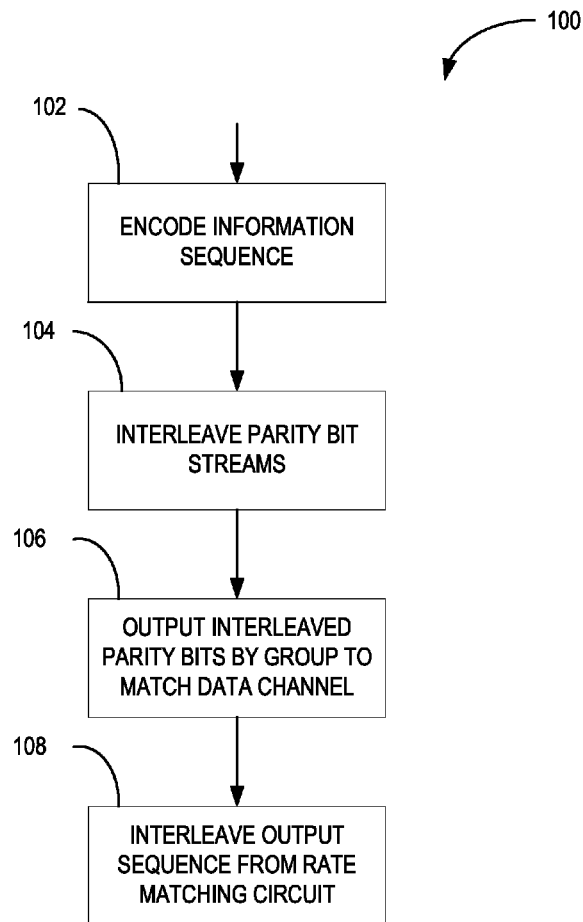 100
102
ENCODE INFORMATION
SEQUENCE
104
INTERLEAVE PARITY BIT
STREAMS
106
OUTPUT INTERLEAVED
PARITY BITS BY GROUP TO
MATCH DATA CHANNEL
108
INTERLEAVE OUTPUT
SEQUENCE FROM RATE
MATCHING CIRCUIT